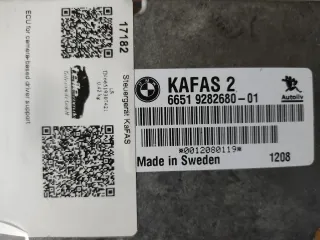 17182
Steuergerät KaFAS
ECU for camera-based driver support
KAFAS 2
6651 9282680-01
Autoliv
*0012080119*
Made in Sweden
1208